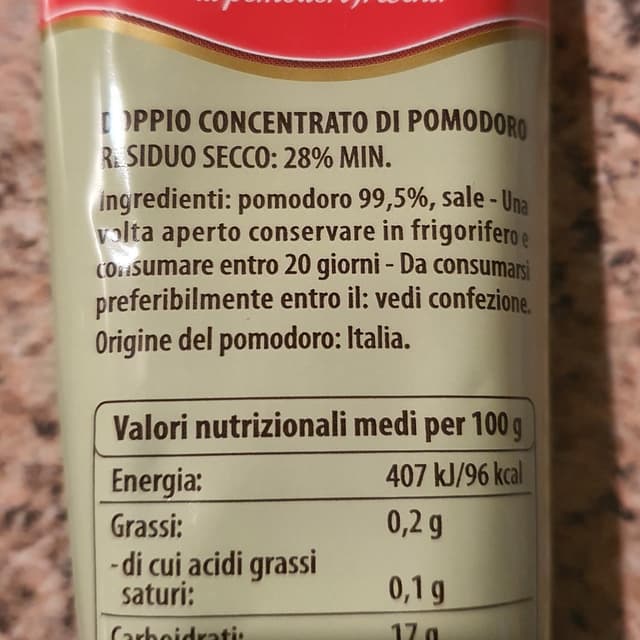 DOPPIO CONCENTRATO DI POMODORO
RESIDUO SECCO: 28% MIN.
Ingredienti: pomodoro 99,5%, sale - Una
volta aperto conservare in frigorifero e
consumare entro 20 giorni - Da consumarsi
preferibilmente entro il: vedi confezione.
Origine del pomodoro: Italia.
Valori nutrizionali medi per 100 g
Energia: 407 kJ/96 kcal
Grassi: 0,2 g
- di cui acidi grassi
saturi: 0,1 g
Carboidrati: 17 g